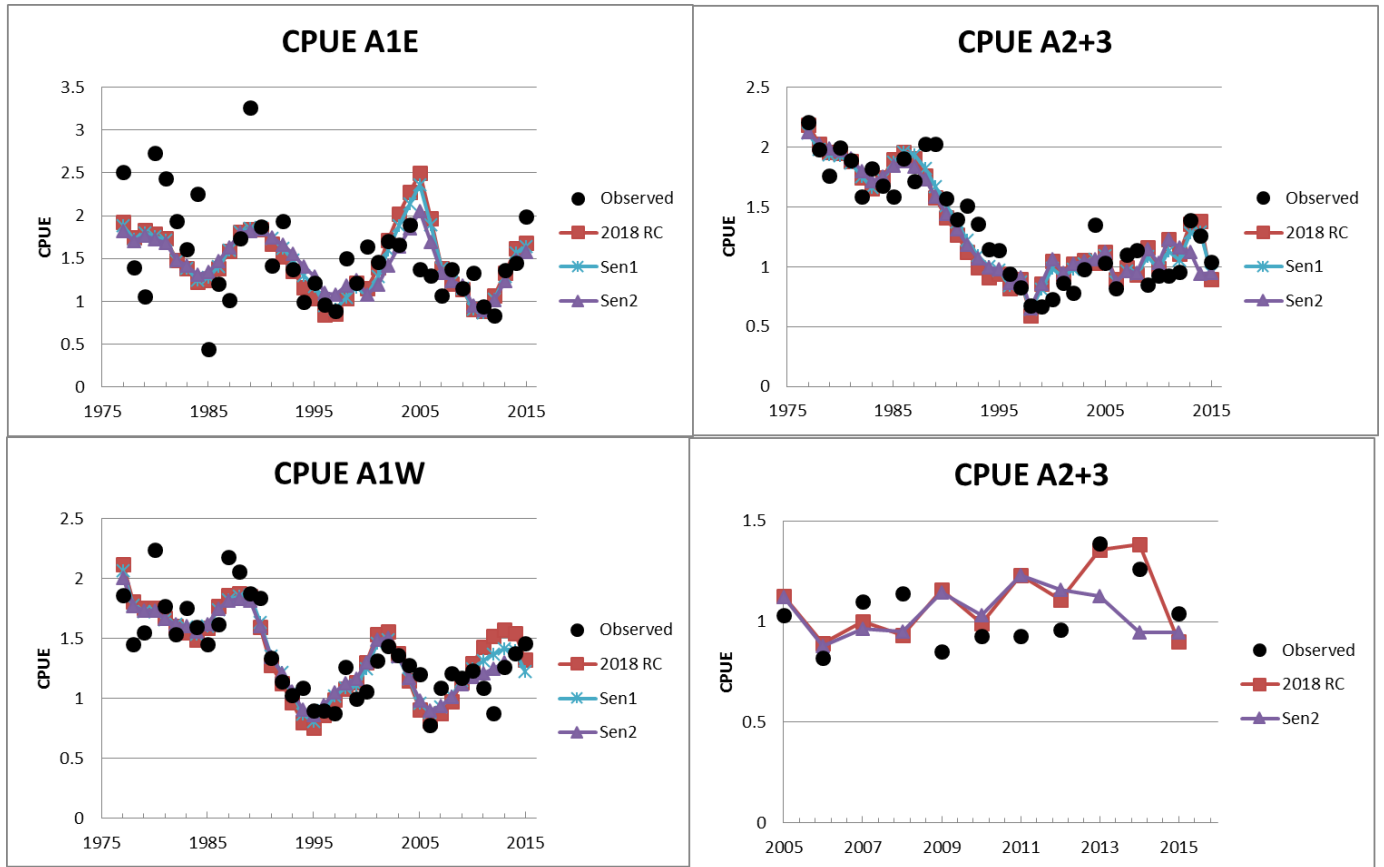 CPUE A1E
CPUE
3.5
3
2.5
2
1.5
1
0.5
0
1975 1985 1995 2005 2015
Observed
2018 RC
Sen1
Sen2
CPUE A2+3
CPUE
2.5
2
1.5
1
0.5
0
1975 1985 1995 2005 2015
Observed
2018 RC
Sen1
Sen2
CPUE A1W
CPUE
2.5
2
1.5
1
0.5
0
1975 1985 1995 2005 2015
Observed
2018 RC
Sen1
Sen2
CPUE A2+3
CPUE
1.5
1
0.5
0
2005 2007 2009 2011 2013 2015
Observed
2018 RC
Sen2